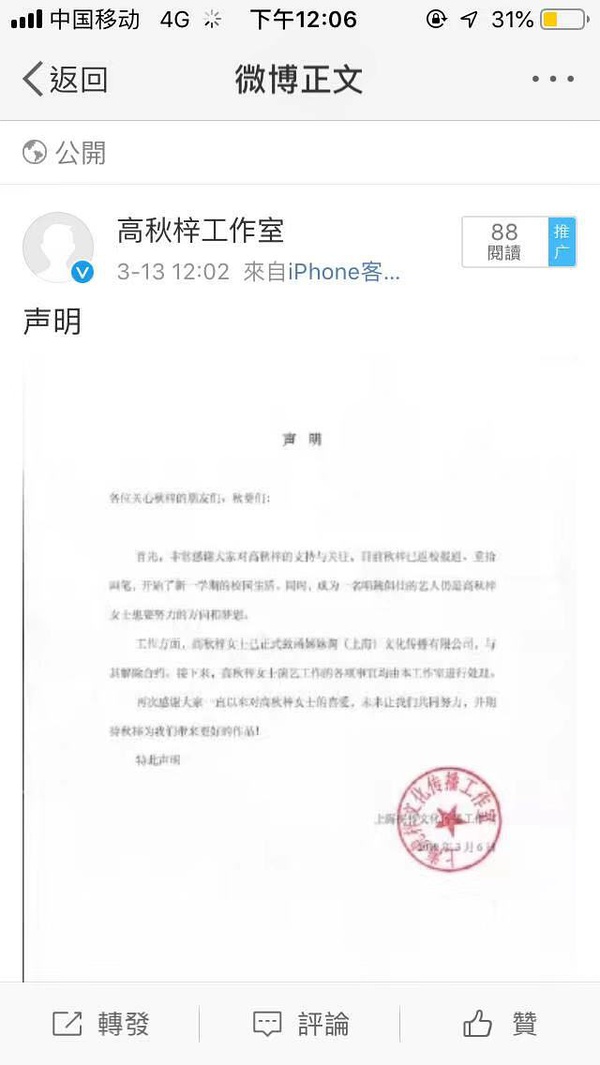 中国移动 4G 下午12:06 31%
返回 微博正文
公開
高秋梓工作室
88
閱讀
推广
3-13 12:02 來自iPhone客...
声明
声 明
各位关心秋梓的朋友们，秋葵们：
首先，非常感谢大家对高秋梓的支持与关注。目前秋梓已返校报道，重拾
画笔，开始了新一学期的校园生活。同时，成为一名唱跳俱佳的艺人仍是高秋梓
女士想要努力的方向和梦想。
工作方面，高秋梓女士已正式致函（上海）文化传播有限公司，与
其解除合约。接下来，高秋梓女士演艺工作的各项事宜均由本工作室进行处理。
再次感谢大家一直以来对高秋梓女士的喜爱，未来让我们共同努力，并期
待秋梓为我们带来更好的作品！
特此声明
上海文化传播工作室
年3月6日
轉發 評論 贊